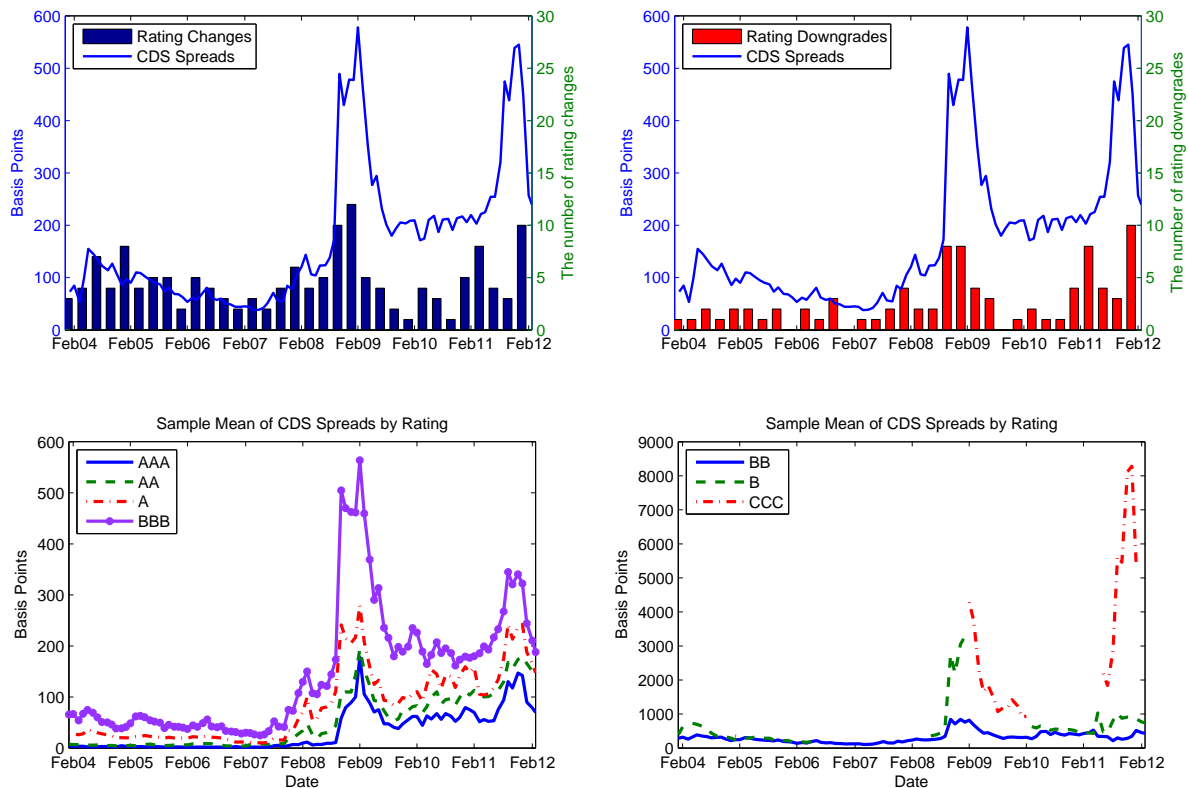 600
500
400
300
200
100
0
Basis Points
Rating Changes
CDS Spreads
30
25
20
15
10
5
0
The number of rating changes
Feb04 Feb05 Feb06 Feb07 Feb08 Feb09 Feb10 Feb11 Feb12
600
500
400
300
200
100
0
Basis Points
Rating Downgrades
CDS Spreads
30
25
20
15
10
5
0
The number of rating downgrades
Feb04 Feb05 Feb06 Feb07 Feb08 Feb09 Feb10 Feb11 Feb12
Sample Mean of CDS Spreads by Rating
600
500
400
300
200
100
0
Basis Points
AAA
AA
A
BBB
Feb04 Feb05 Feb06 Feb07 Feb08 Feb09 Feb10 Feb11 Feb12
Date
Sample Mean of CDS Spreads by Rating
9000
8000
7000
6000
5000
4000
3000
2000
1000
0
Basis Points
BB
B
CCC
Feb04 Feb05 Feb06 Feb07 Feb08 Feb09 Feb10 Feb11 Feb12
Date